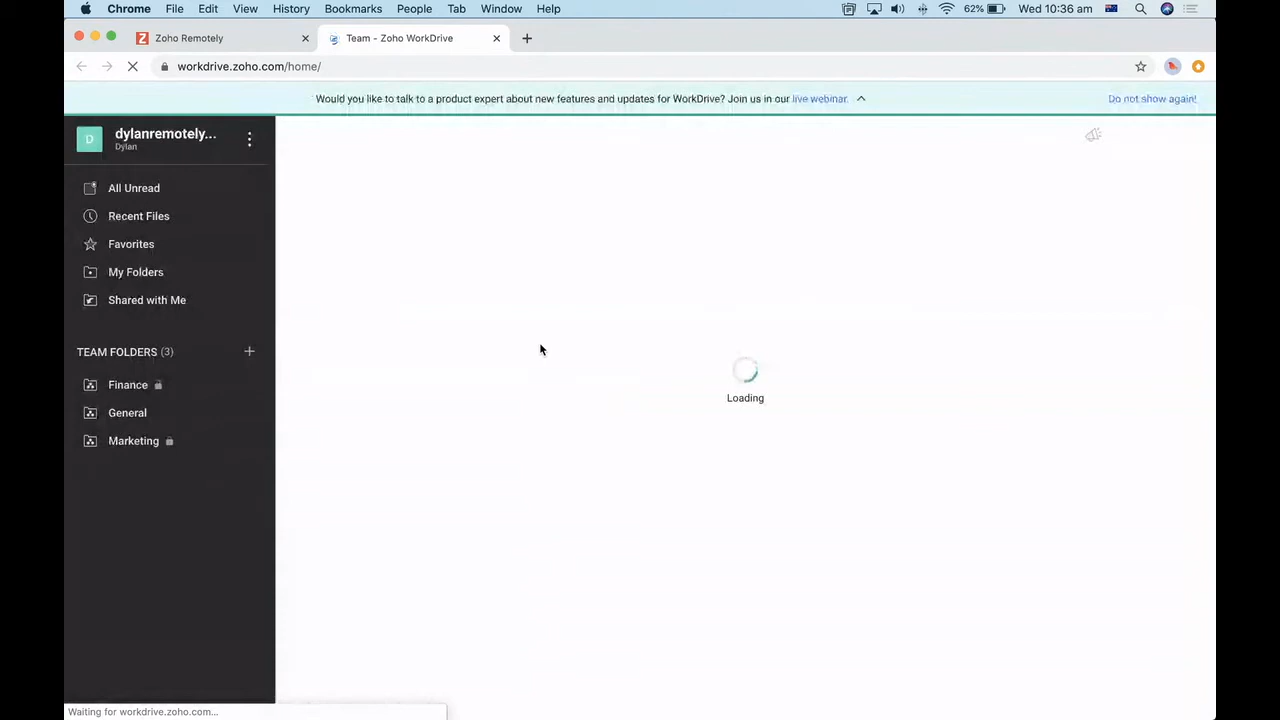 Chrome File Edit View History Bookmarks People Tab Window Help 62% Wed 10:36 am
Zoho Remotely
Team - Zoho WorkDrive
workdrive.zoho.com/home/
Would you like to talk to a product expert about new features and updates for WorkDrive? Join us in our live webinar.
Do not show again!
D
dylanremotely...
Dylan
All Unread
Recent Files
Favorites
My Folders
Shared with Me
TEAM FOLDERS (3)
Finance
General
Marketing
Loading
Waiting for workdrive.zoho.com...